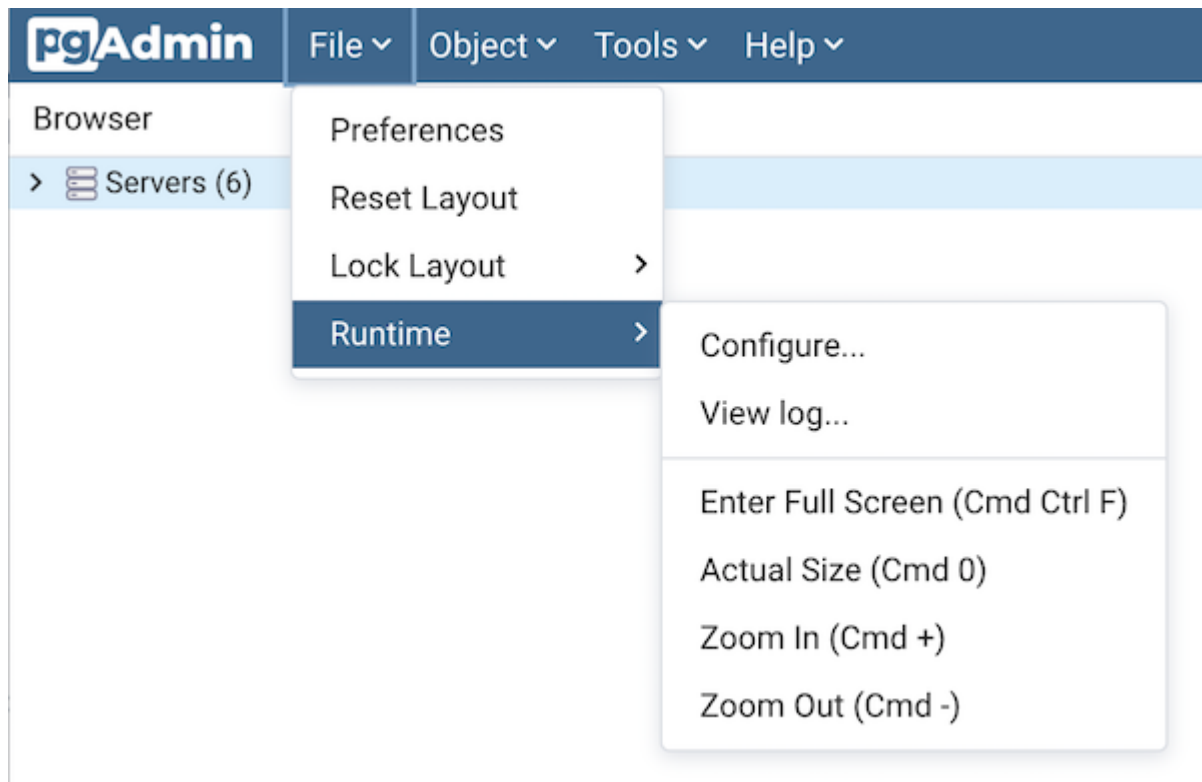 pgAdmin File Object Tools Help
Browser
Servers (6)
Preferences
Reset Layout
Lock Layout
Runtime
Configure...
View log...
Enter Full Screen (Cmd Ctrl F)
Actual Size (Cmd 0)
Zoom In (Cmd +)
Zoom Out (Cmd -)